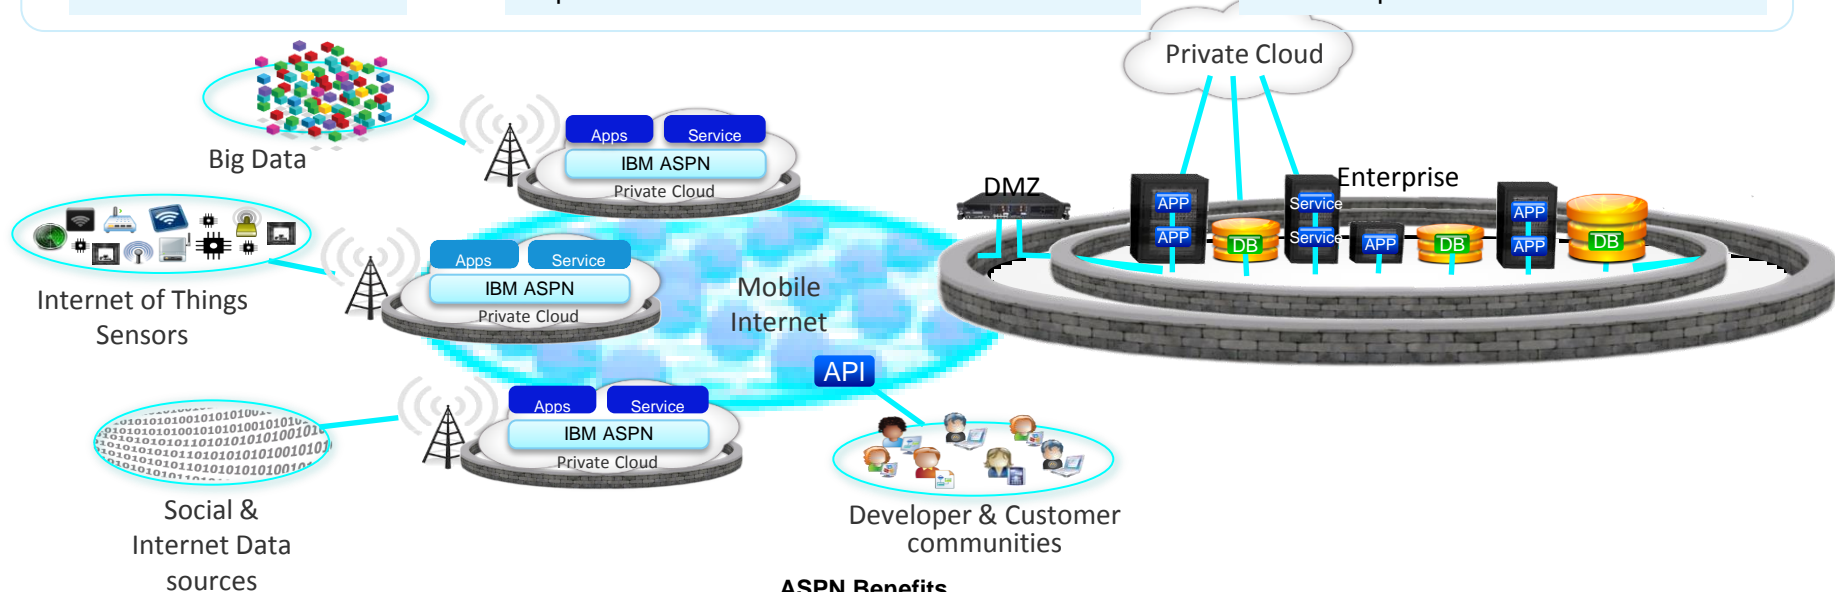 Private Cloud
Big Data
Apps
Service
IBM ASPN
Private Cloud
DMZ
Enterprise
APP
APP
DB
Service
Service
APP
DB
APP
APP
DB
Internet of Things
Sensors
Apps
Service
IBM ASPN
Private Cloud
Mobile
Internet
API
Apps
Service
IBM ASPN
Private Cloud
Social &
Internet Data
sources
Developer & Customer
communities
ASPN Benefits